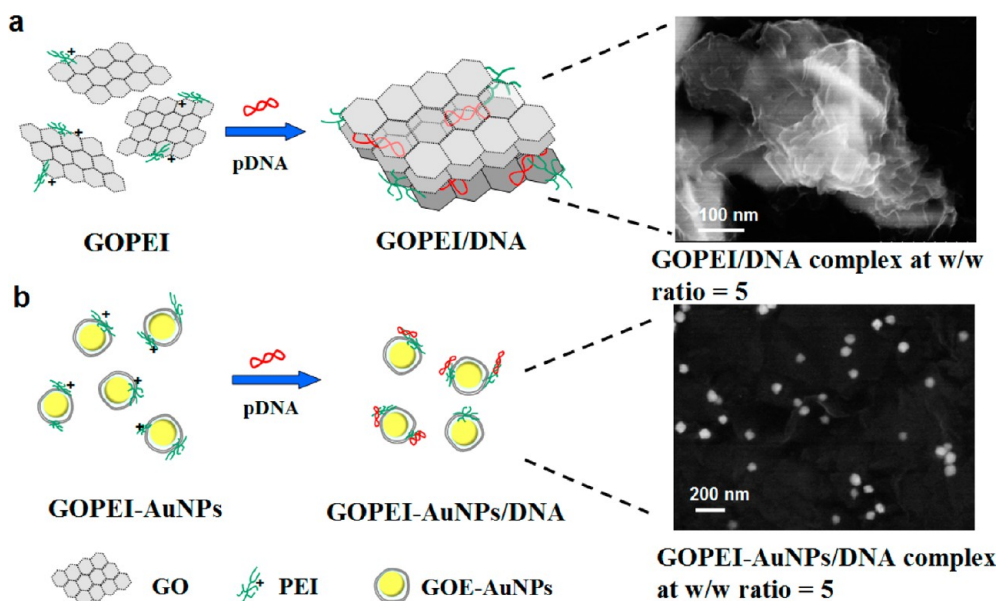 a
+
+
+
+
+
pDNA
GOPEI
GOPEI/DNA
100 nm
GOPEI/DNA complex at w/w
ratio = 5
b
+
+
+
+
+
pDNA
GOPEI-AuNPs
GOPEI-AuNPs/DNA
200 nm
GOPEI-AuNPs/DNA complex
at w/w ratio = 5
GO
+
PEI
GOE-AuNPs